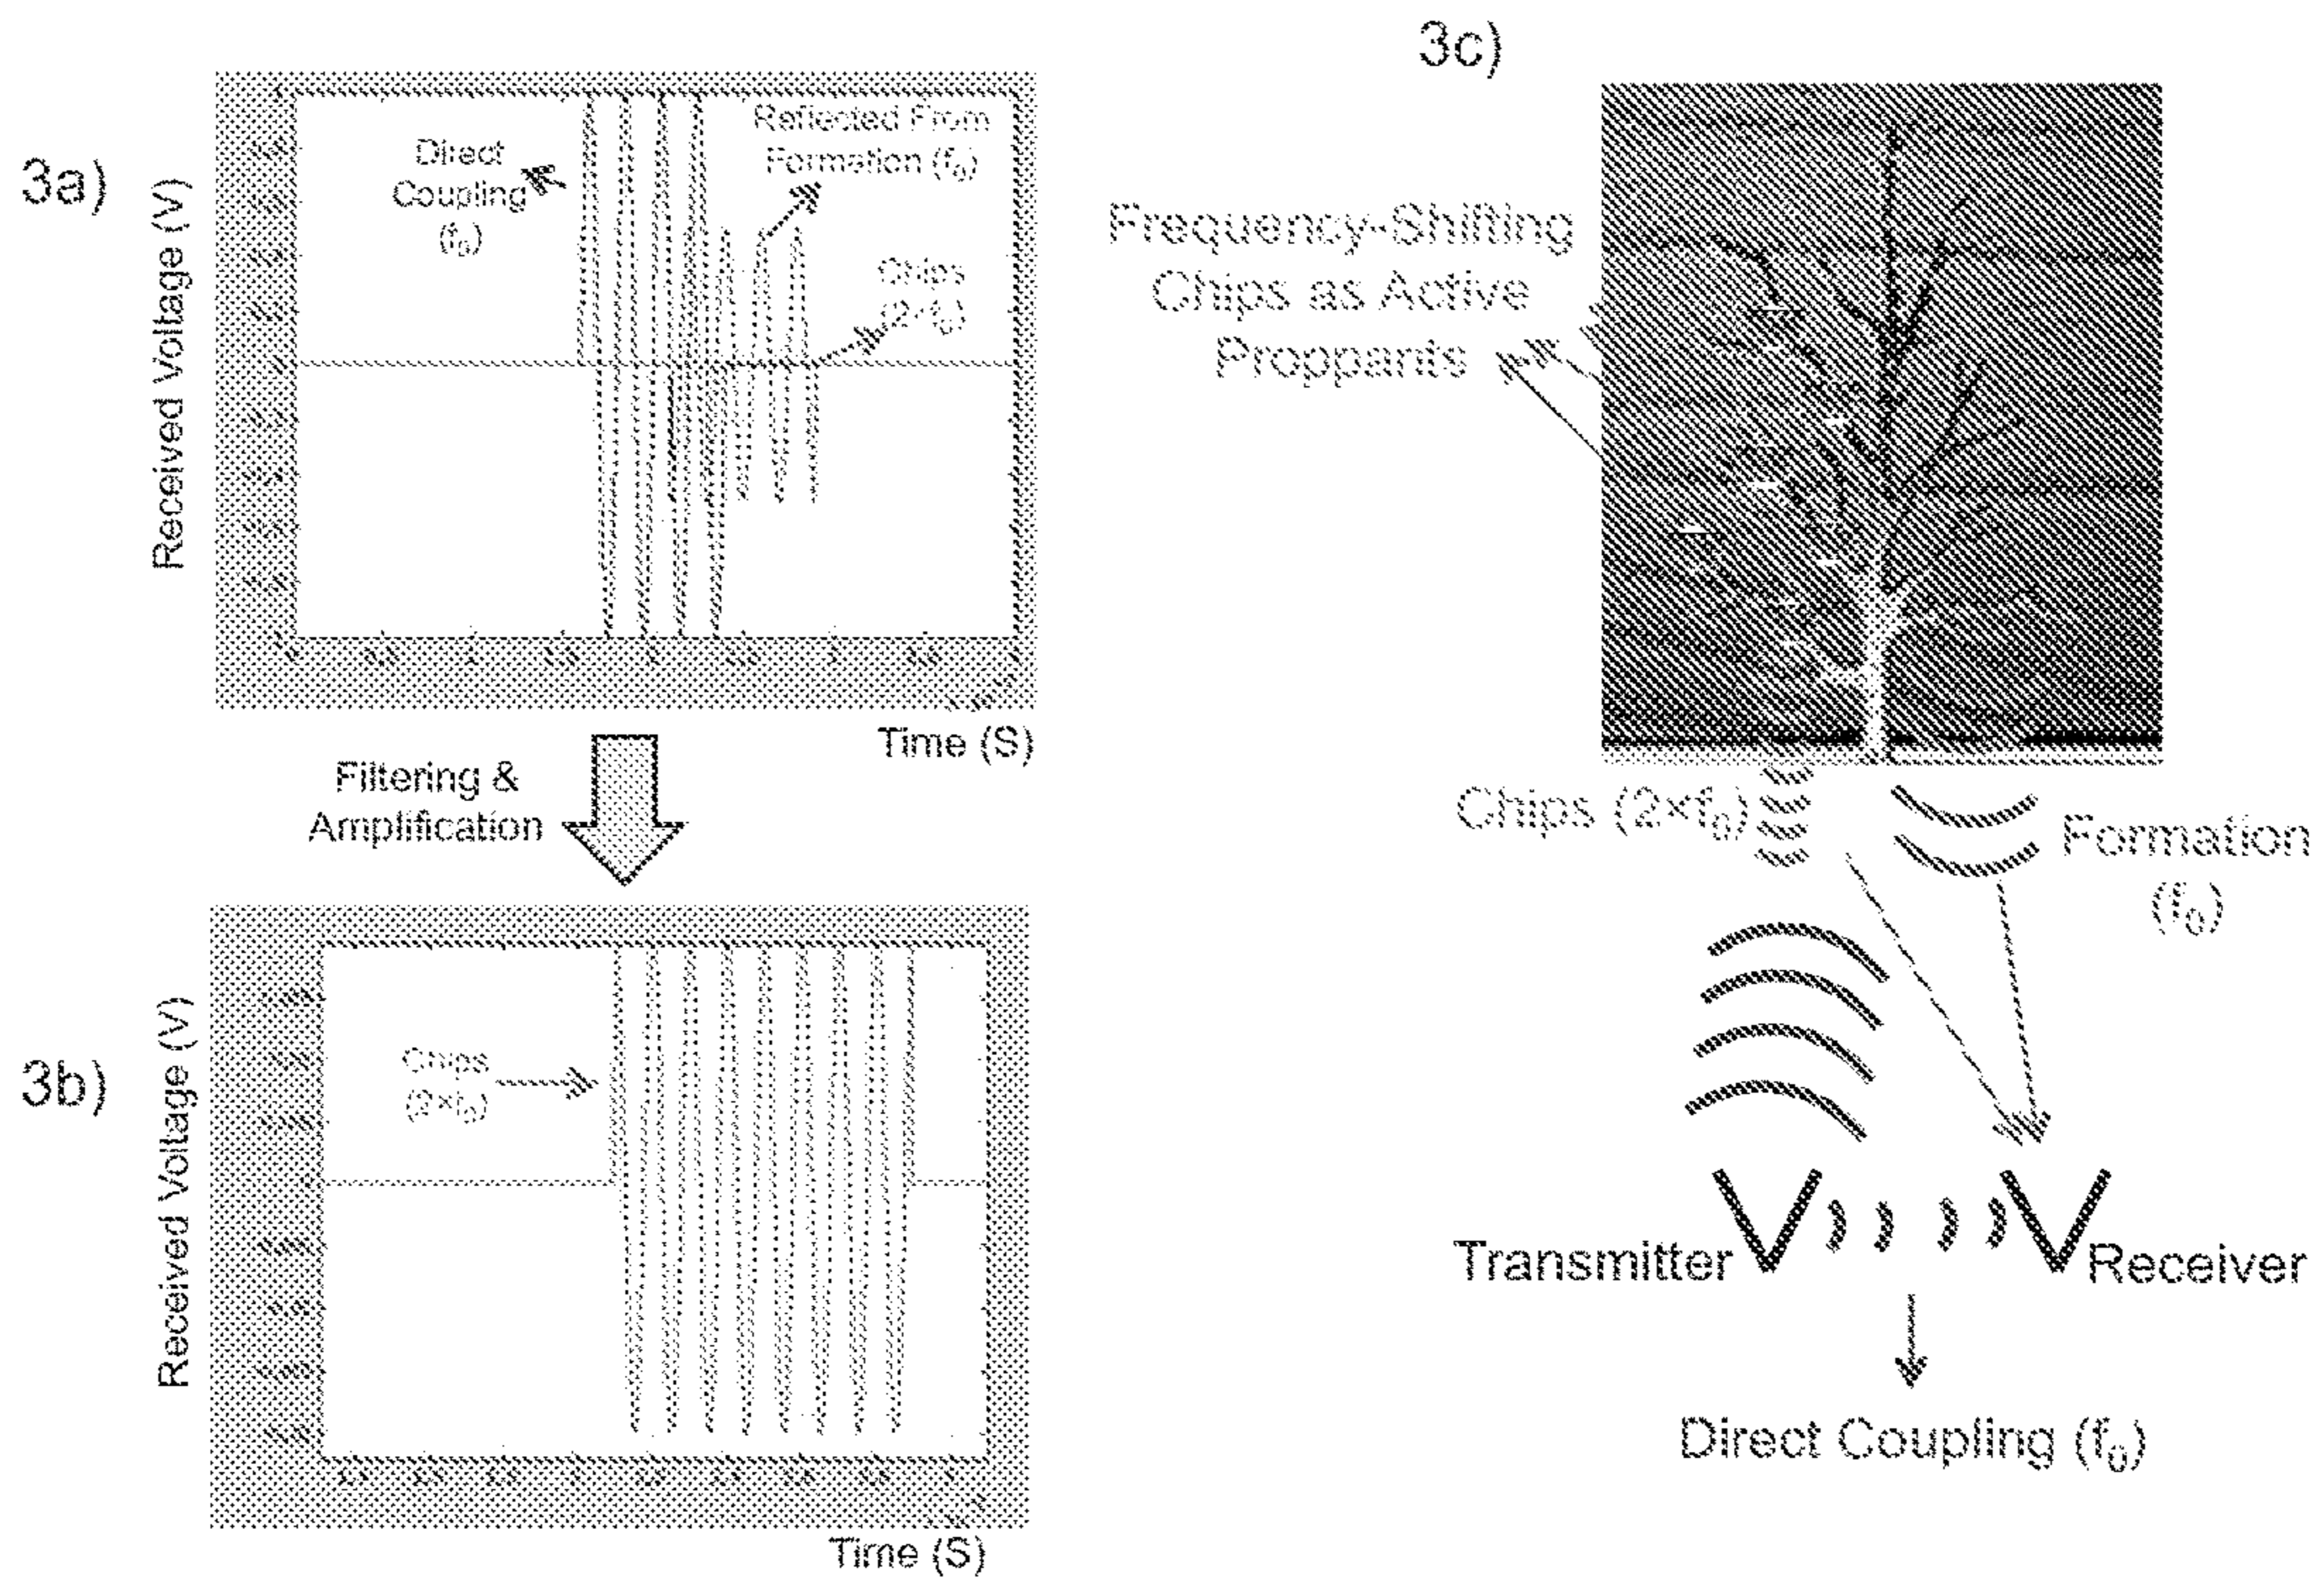 3a)
Received Voltage (V)
Direct
Coupling
(f₀)
Reflected From
Formation (f₀)
Chips
(2×f₀)
Time (S)
Filtering &
Amplification
3b)
Received Voltage (V)
Chips
(2×f₀)
Time (S)
3c)
Frequency-Shifting
Chips as Active
Proppants
Chips (2×f₀)
Formation
(f₀)
Transmitter
Receiver
Direct Coupling (f₀)